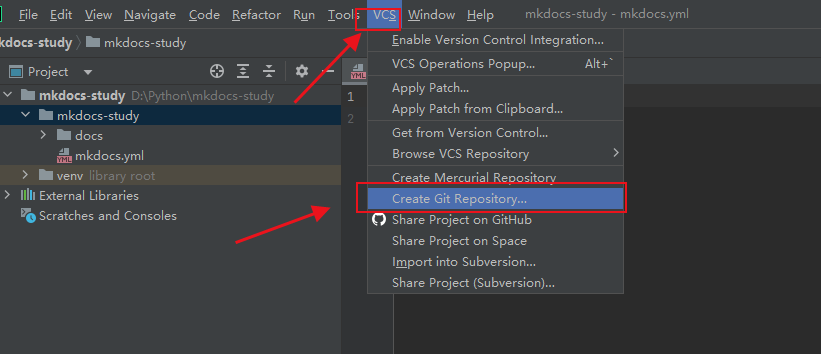 File Edit View Navigate Code Refactor Run Tools VCS Window Help mkdocs-study - mkdocs.yml
mkdocs-study mkdocs-study
Project
mkdocs-study D:\Python\mkdocs-study
mkdocs-study
docs
mkdocs.yml
venv library root
External Libraries
Scratches and Consoles
YML
1
2
Enable Version Control Integration...
VCS Operations Popup... Alt+`
Apply Patch...
Apply Patch from Clipboard...
Get from Version Control...
Browse VCS Repository
Create Mercurial Repository
Create Git Repository...
Share Project on GitHub
Share Project on Space
Import into Subversion...
Share Project (Subversion)...